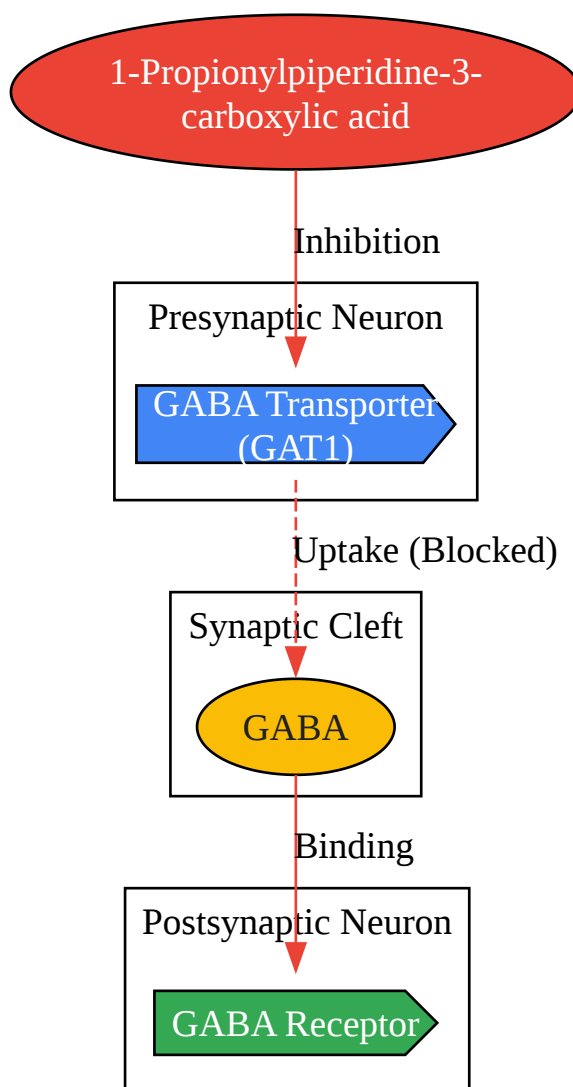 1-Propionylpiperidine-3-
carboxylic acid
Inhibition
Presynaptic Neuron
GABA Transporter
(GAT1)
Uptake (Blocked)
Synaptic Cleft
GABA
Binding
Postsynaptic Neuron
GABA Receptor